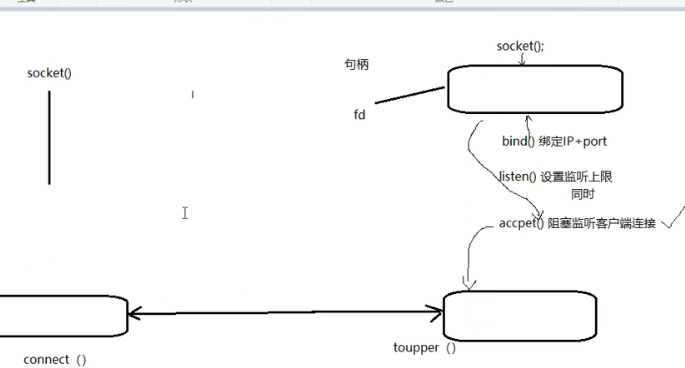 socket();
socket()
句柄
fd
bind() 绑定IP+port
listen() 设置监听上限
同时
accpet() 阻塞监听客户端连接
toupper（）
connect（）